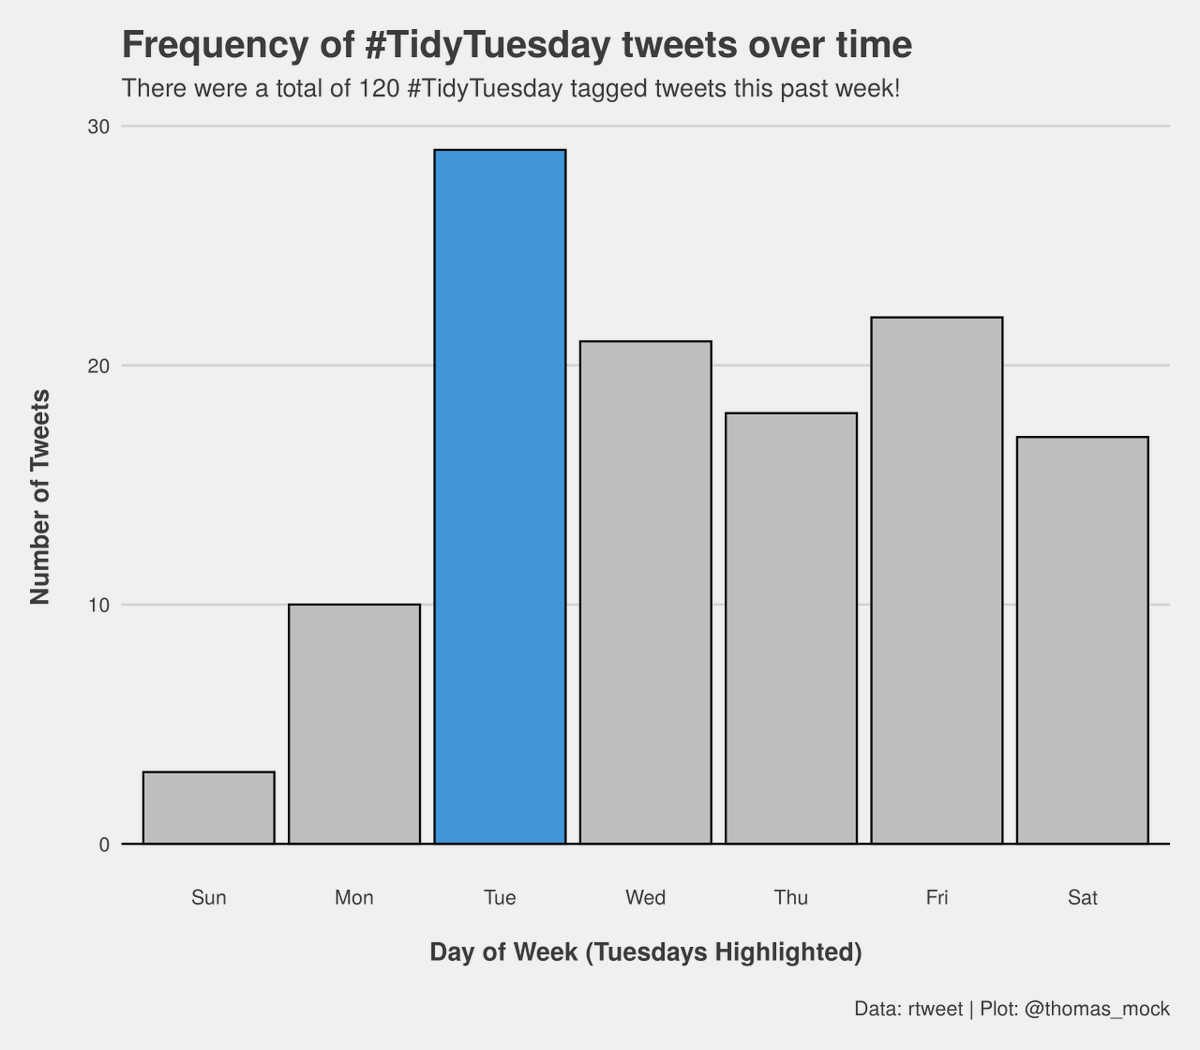 Frequency of #TidyTuesday tweets over time
There were a total of 120 #TidyTuesday tagged tweets this past week!
30
20
10
0
Number of Tweets
Sun Mon Tue Wed Thu Fri Sat
Day of Week (Tuesdays Highlighted)
Data: rtweet | Plot: @thomas_mock